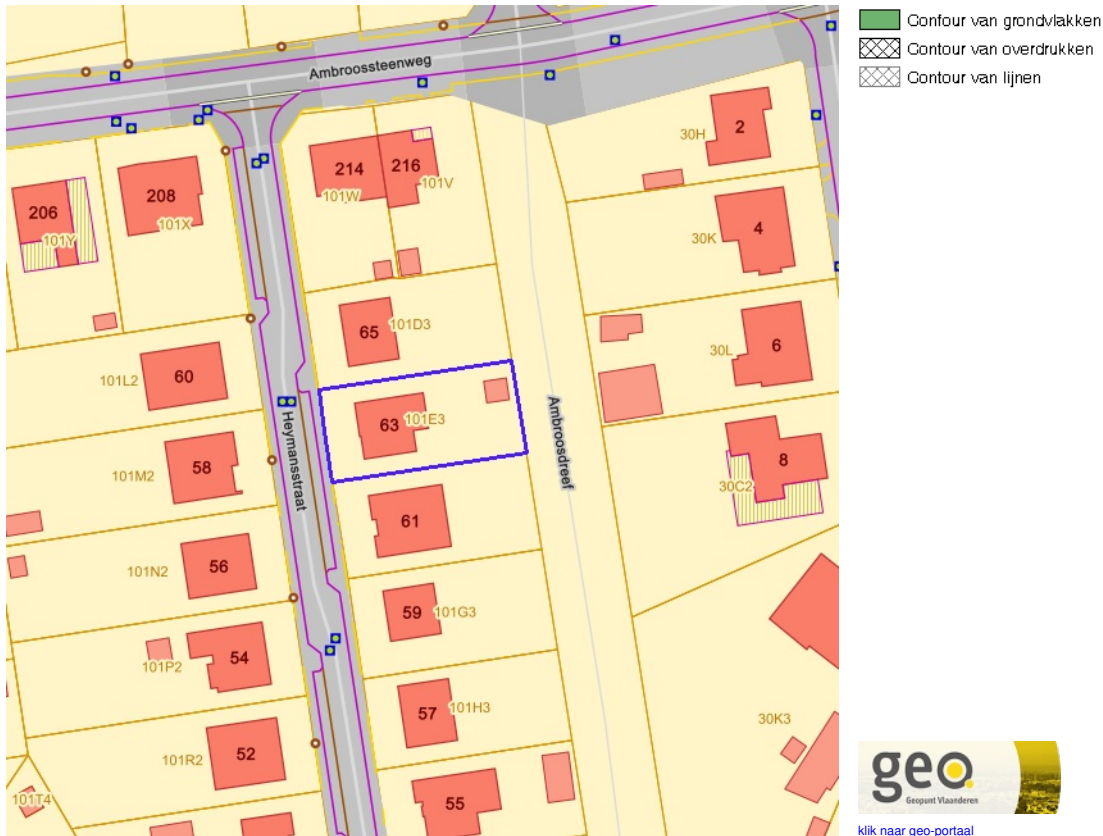 Ambroossteenweg
Contour van grondvlakken
Contour van overdrukken
Contour van lijnen
2
30H
214
216
101W
101V
208
101X
206
101Y
4
30K
65
101D3
6
30L
60
101L2
63
101E3
Heymansstraat
Ambroosdreef
58
101M2
8
30C2
61
56
101N2
59
101G3
54
101P2
57
101H3
30K3
52
101R2
55
101T4
geo
Geopunt Vlaanderen
klik naar geo-portaal